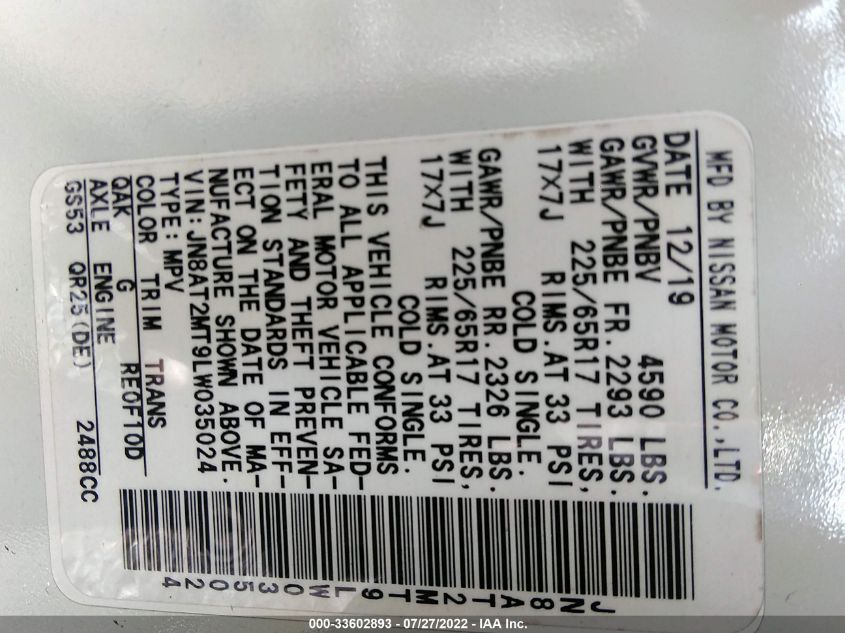 MFD BY NISSAN MOTOR CO.,LTD.
DATE 12/19
GVWR/PNBV 4590 LBS.
GAWR/PNBE FR. 2293 LBS.
WITH 225/65R17 TIRES,
17X7J RIMS.AT 33 PSI
COLD SINGLE.
GAWR/PNBE RR. 2326 LBS.
WITH 225/65R17 TIRES,
17X7J RIMS.AT 33 PSI
COLD SINGLE.
THIS VEHICLE CONFORMS
TO ALL APPLICABLE FED-
ERAL MOTOR VEHICLE SA-
FETY AND THEFT PREVEN-
TION STANDARDS IN EFF-
ECT ON THE DATE OF MA-
NUFACTURE SHOWN ABOVE.
VIN:JN8AT2MT9LW035024
TYPE:MPV
COLOR TRIM TRANS
QAK G RE0F10D
AXLE ENGINE
GS53 QR25(DE) 2488CC
JN8AT2MT9LW035024
000-33602893 - 07/27/2022 - IAA Inc.